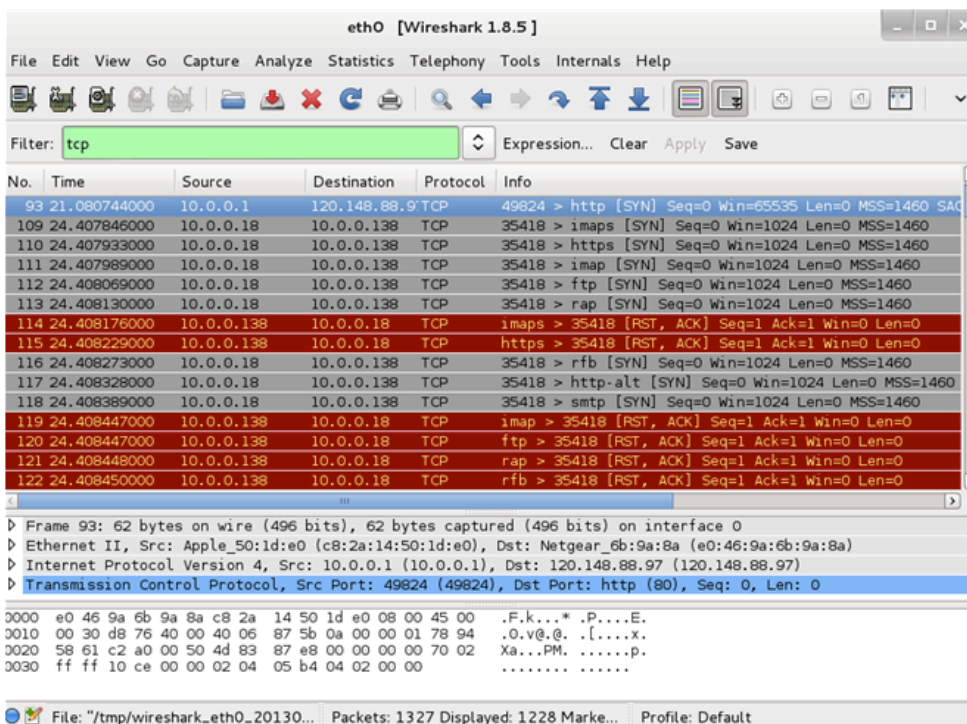 eth0 [Wireshark 1.8.5 ]
File Edit View Go Capture Analyze Statistics Telephony Tools Internals Help
Filter: tcp Expression... Clear Apply Save
No. Time Source Destination Protocol Info
93 21.080744000 10.0.0.1 120.148.88.9 TCP 49824 > http [SYN] Seq=0 Win=65535 Len=0 MSS=1460 SAC
109 24.407846000 10.0.0.18 10.0.0.138 TCP 35418 > imaps [SYN] Seq=0 Win=1024 Len=0 MSS=1460
110 24.407933000 10.0.0.18 10.0.0.138 TCP 35418 > https [SYN] Seq=0 Win=1024 Len=0 MSS=1460
111 24.407989000 10.0.0.18 10.0.0.138 TCP 35418 > imap [SYN] Seq=0 Win=1024 Len=0 MSS=1460
112 24.408069000 10.0.0.18 10.0.0.138 TCP 35418 > ftp [SYN] Seq=0 Win=1024 Len=0 MSS=1460
113 24.408130000 10.0.0.18 10.0.0.138 TCP 35418 > rap [SYN] Seq=0 Win=1024 Len=0 MSS=1460
114 24.408176000 10.0.0.138 10.0.0.18 TCP imaps > 35418 [RST, ACK] Seq=1 Ack=1 Win=0 Len=0
115 24.408229000 10.0.0.138 10.0.0.18 TCP https > 35418 [RST, ACK] Seq=1 Ack=1 Win=0 Len=0
116 24.408273000 10.0.0.18 10.0.0.138 TCP 35418 > rfb [SYN] Seq=0 Win=1024 Len=0 MSS=1460
117 24.408328000 10.0.0.18 10.0.0.138 TCP 35418 > http-alt [SYN] Seq=0 Win=1024 Len=0 MSS=1460
118 24.408389000 10.0.0.18 10.0.0.138 TCP 35418 > smtp [SYN] Seq=0 Win=1024 Len=0 MSS=1460
119 24.408447000 10.0.0.138 10.0.0.18 TCP imap > 35418 [RST, ACK] Seq=1 Ack=1 Win=0 Len=0
120 24.408447000 10.0.0.138 10.0.0.18 TCP ftp > 35418 [RST, ACK] Seq=1 Ack=1 Win=0 Len=0
121 24.408448000 10.0.0.138 10.0.0.18 TCP rap > 35418 [RST, ACK] Seq=1 Ack=1 Win=0 Len=0
122 24.408450000 10.0.0.138 10.0.0.18 TCP rfb > 35418 [RST, ACK] Seq=1 Ack=1 Win=0 Len=0
Frame 93: 62 bytes on wire (496 bits), 62 bytes captured (496 bits) on interface 0
Ethernet II, Src: Apple_50:1d:e0 (c8:2a:14:50:1d:e0), Dst: Netgear_6b:9a:8a (e0:46:9a:6b:9a:8a)
Internet Protocol Version 4, Src: 10.0.0.1 (10.0.0.1), Dst: 120.148.88.97 (120.148.88.97)
Transmission Control Protocol, Src Port: 49824 (49824), Dst Port: http (80), Seq: 0, Len: 0
0000 e0 46 9a 6b 9a 8a c8 2a 14 50 1d e0 08 00 45 00 .F.k...* .P....E.
0010 00 30 d8 76 40 00 40 06 87 5b 0a 00 00 01 78 94 .0.v@.@. .[....x.
0020 58 61 c2 a0 00 50 4d 83 87 e8 00 00 00 00 70 02 Xa...PM. ......p.
0030 ff ff 10 ce 00 00 02 04 05 b4 04 02 00 00 ........ ......
File: "/tmp/wireshark_eth0_20130... Packets: 1327 Displayed: 1228 Marke... Profile: Default